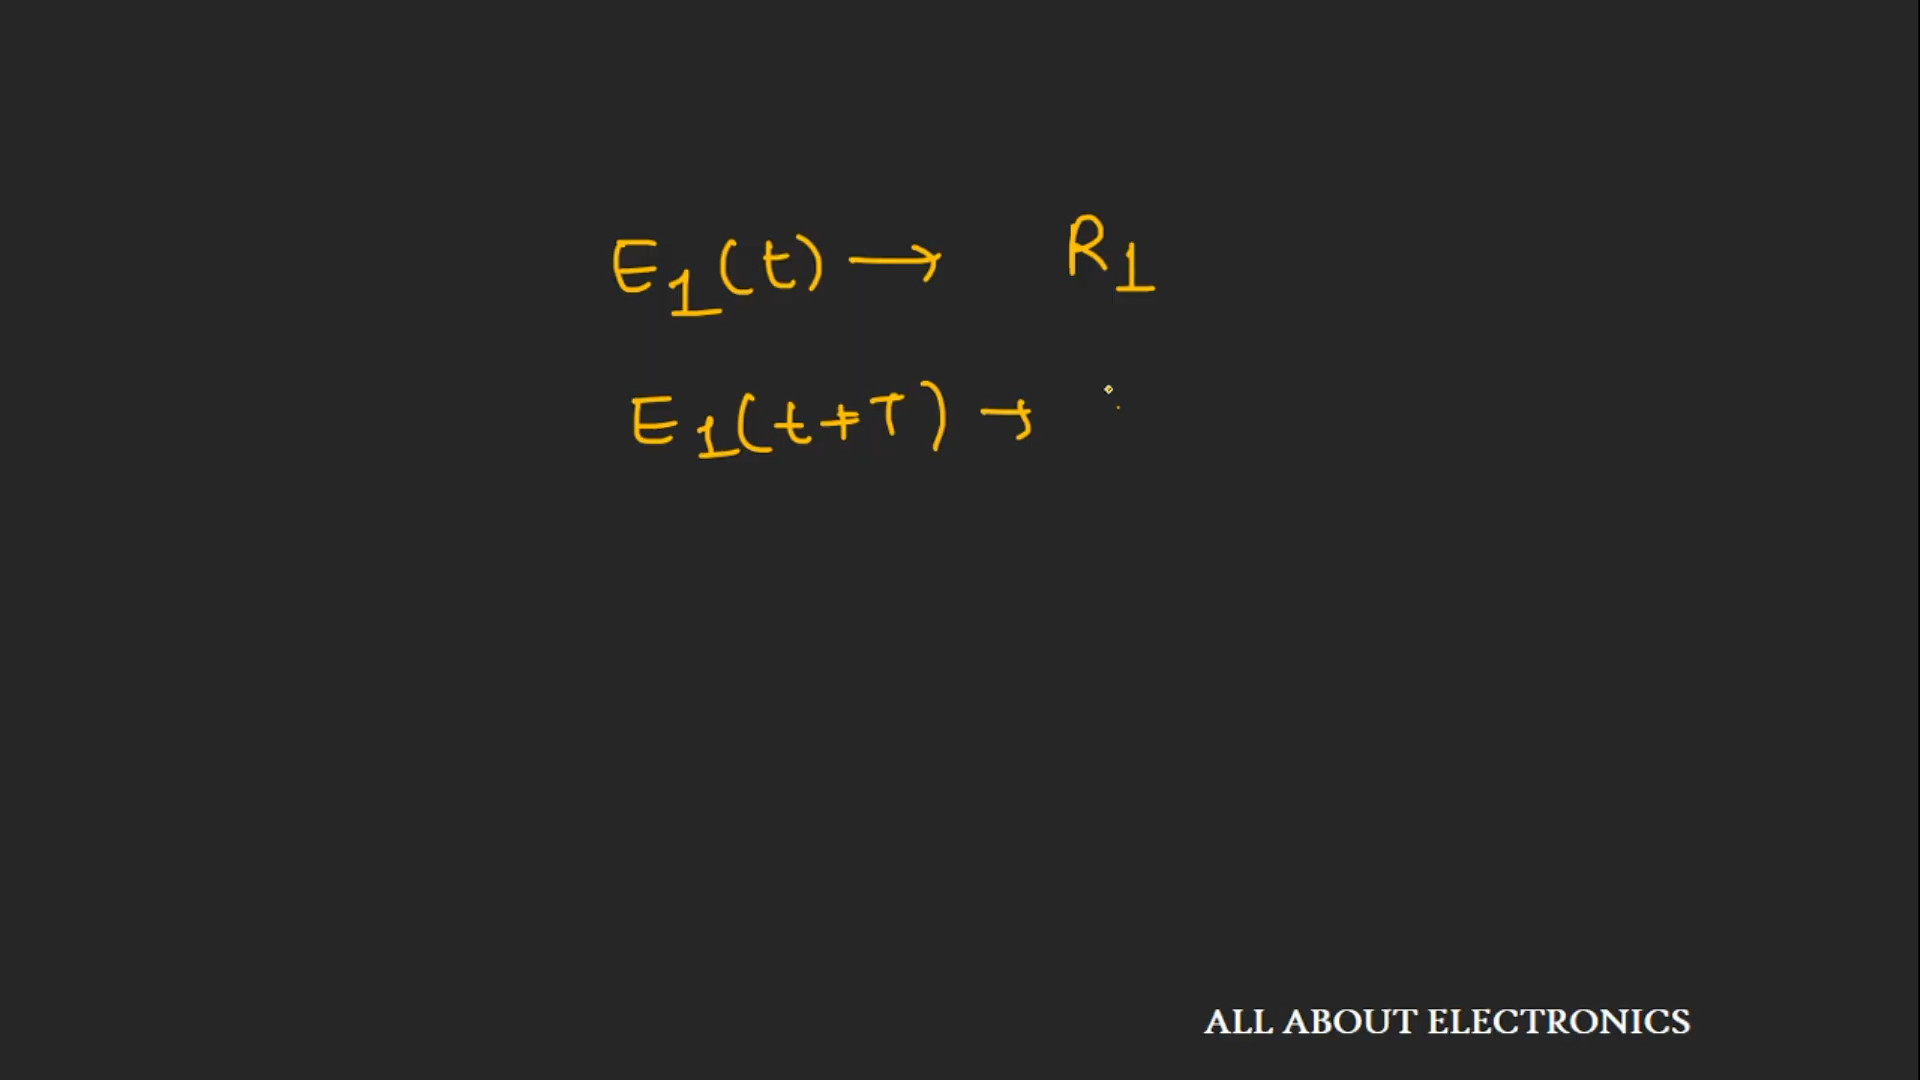 E₁(t) → R₁
E₁(t+T) →
ALL ABOUT ELECTRONICS